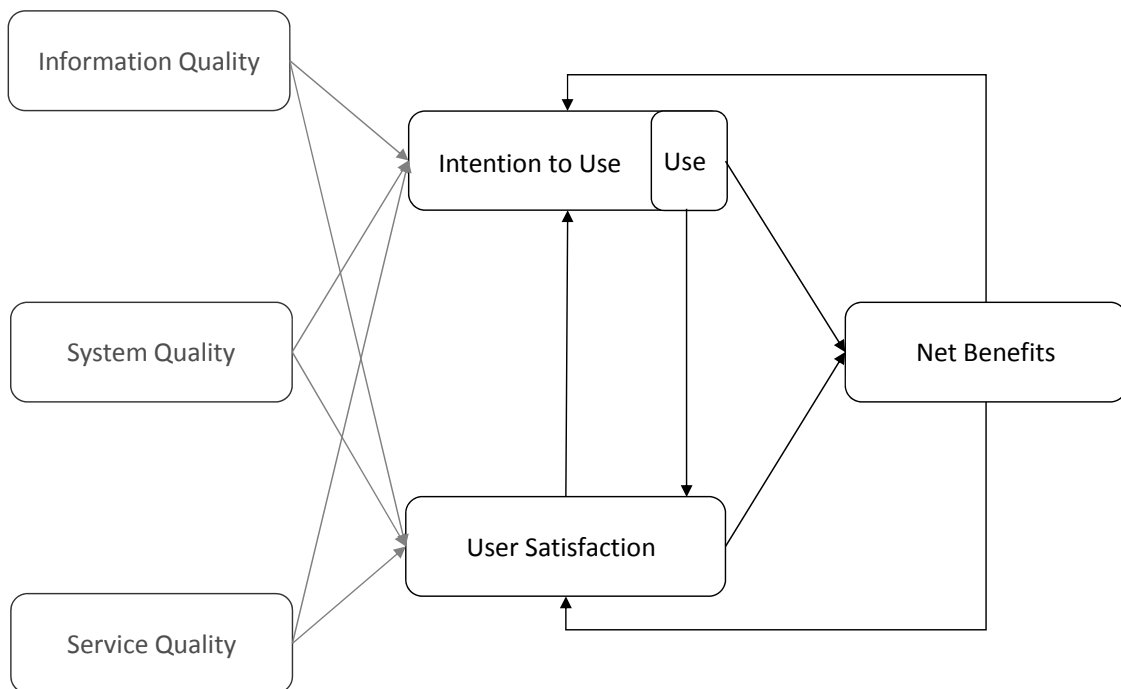 Information Quality
Intention to Use
Use
System Quality
Net Benefits
User Satisfaction
Service Quality